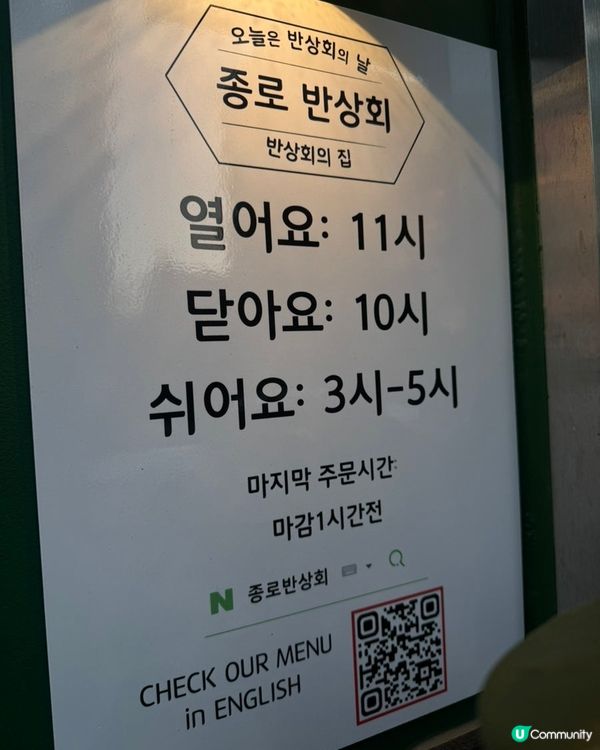 오늘은 반상회의 날
종로 반상회
반상회의 집
열어요: 11시
닫아요: 10시
쉬어요: 3시-5시
마지막 주문시간:
마감1시간전
N 종로반상회
CHECK OUR MENU
in ENGLISH
U Community